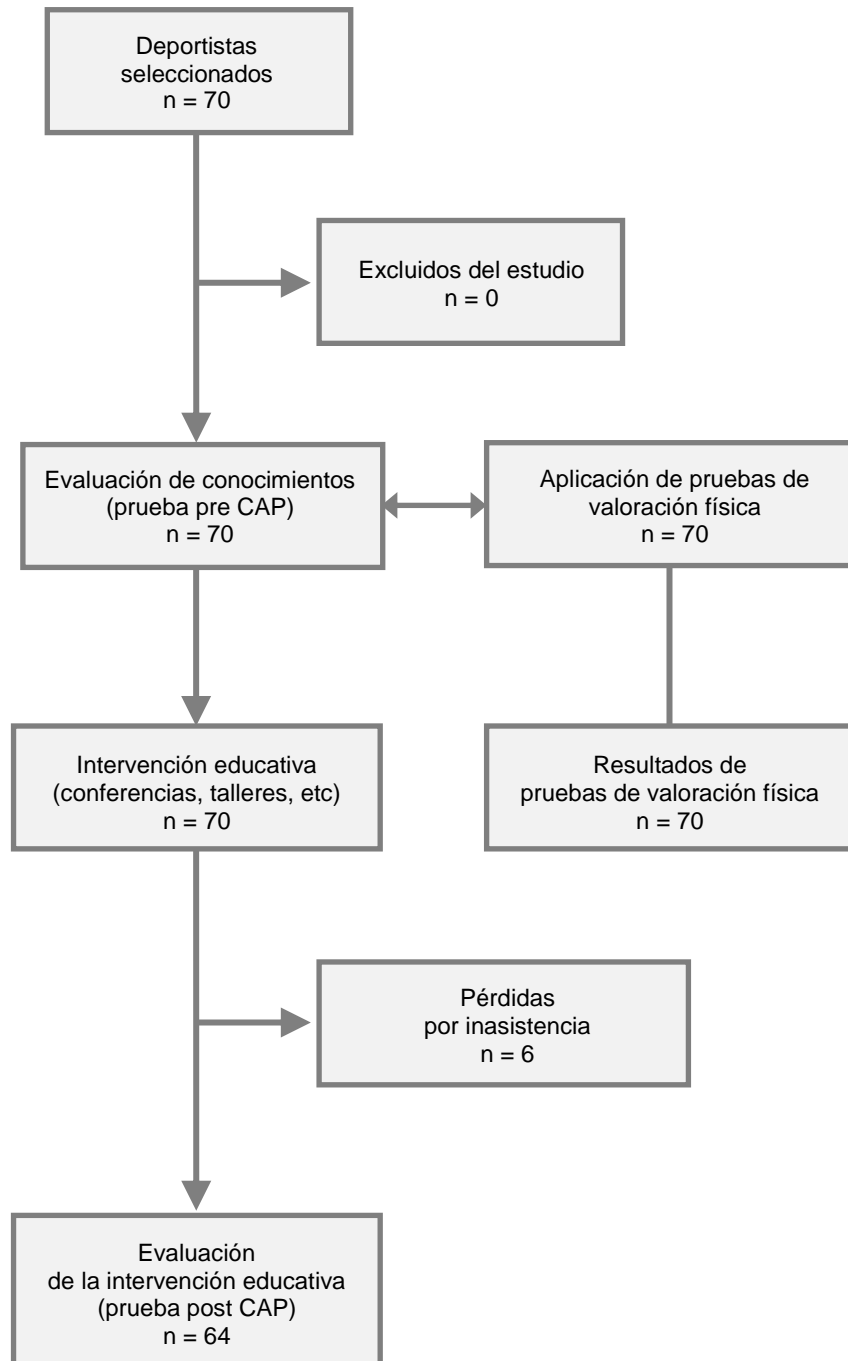 Deportistas
seleccionados
n = 70
Excluidos del estudio
n = 0
Evaluación de conocimientos
(prueba pre CAP)
n = 70
Aplicación de pruebas de
valoración física
n = 70
Intervención educativa
(conferencias, talleres, etc)
n = 70
Resultados de
pruebas de valoración física
n = 70
Pérdidas
por inasistencia
n = 6
Evaluación
de la intervención educativa
(prueba post CAP)
n = 64